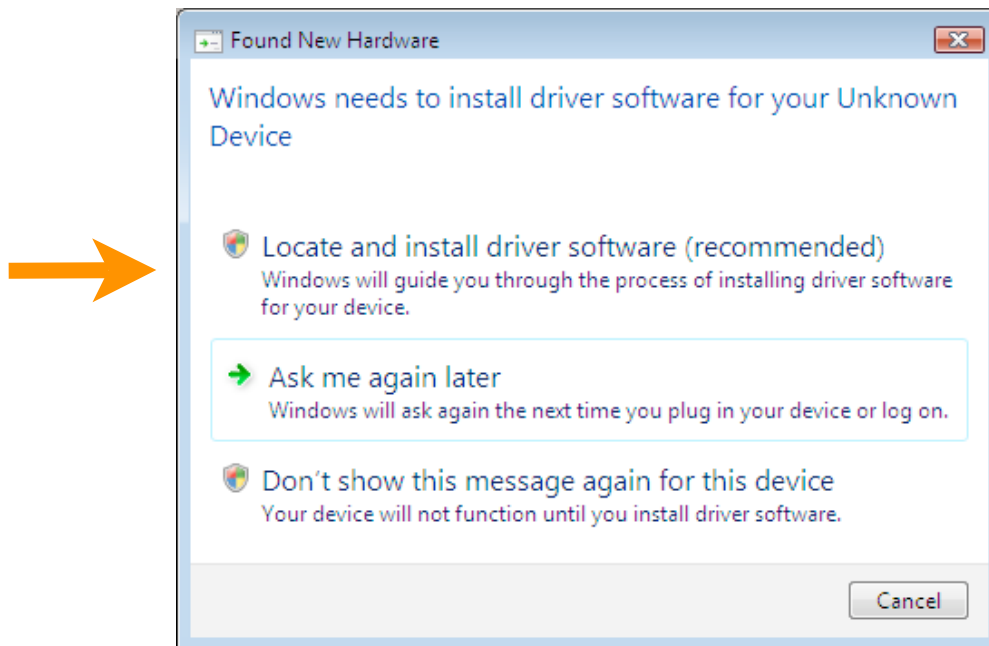 Found New Hardware
Windows needs to install driver software for your Unknown
Device
Locate and install driver software (recommended)
Windows will guide you through the process of installing driver software
for your device.
Ask me again later
Windows will ask again the next time you plug in your device or log on.
Don't show this message again for this device
Your device will not function until you install driver software.
Cancel